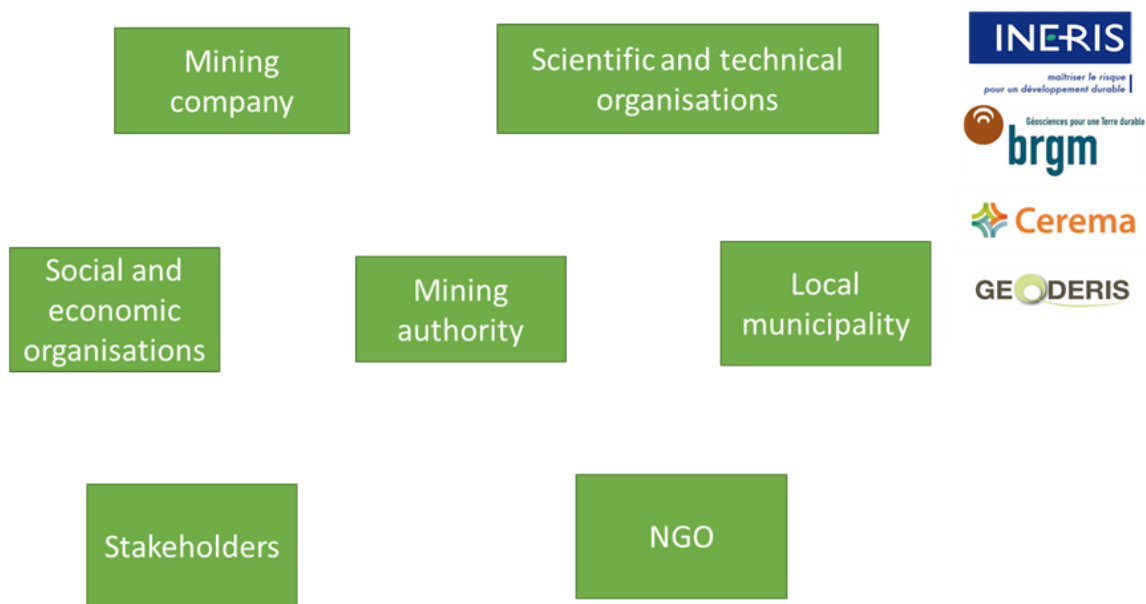 Mining
company
Scientific and technical
organisations
INERIS
maîtriser le risque
pour un développement durable
Géosciences pour une Terre durable
brgm
Cerema
GEODERIS
Social and
economic
organisations
Mining
authority
Local
municipality
Stakeholders
NGO